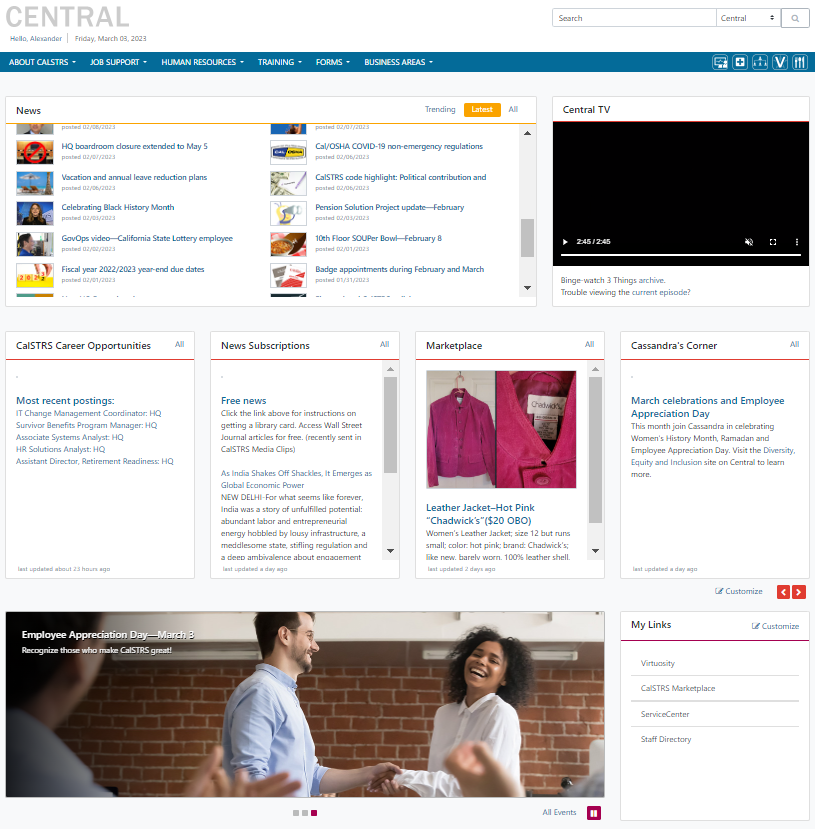 CENTRAL
Hello, Alexander
Friday, March 03, 2023
Search
Central
ABOUT CALSTRS
JOB SUPPORT
HUMAN RESOURCES
TRAINING
FORMS
BUSINESS AREAS
News
Trending
Latest
All
posted 02/08/2023
posted 02/07/2023
HQ boardroom closure extended to May 5
posted 02/07/2023
Cal/OSHA COVID-19 non-emergency regulations
posted 02/06/2023
Vacation and annual leave reduction plans
posted 02/06/2023
CalSTRS code highlight: Political contribution and
posted 02/06/2023
Celebrating Black History Month
posted 02/03/2023
Pension Solution Project update—February
posted 02/03/2023
GovOps video—California State Lottery employee
posted 02/02/2023
10th Floor SOUPer Bowl—February 8
posted 02/01/2023
Fiscal year 2022/2023 year-end due dates
posted 02/01/2023
Badge appointments during February and March
posted 01/31/2023
Central TV
2:45 / 2:45
Binge-watch 3 Things archive.
Trouble viewing the current episode?
CalSTRS Career Opportunities
All
Most recent postings:
IT Change Management Coordinator: HQ
Survivor Benefits Program Manager: HQ
Associate Systems Analyst: HQ
HR Solutions Analyst: HQ
Assistant Director, Retirement Readiness: HQ
last updated about 23 hours ago
News Subscriptions
All
Free news
Click the link above for instructions on
getting a library card. Access Wall Street
Journal articles for free. (recently sent in
CalSTRS Media Clips)
As India Shakes Off Shackles, It Emerges as
Global Economic Power
NEW DELHI-For what seems like forever,
India was a story of unfulfilled potential:
abundant labor and entrepreneurial
energy hobbled by lousy infrastructure, a
meddlesome state, stifling regulation and
a deep ambivalence about engagement
last updated a day ago
Marketplace
All
Chadwick's
Leather Jacket–Hot Pink
"Chadwick's"($20 OBO)
Women's Leather Jacket; size 12 but runs
small; color: hot pink; brand: Chadwick's;
like new, barely worn, 100% leather shell.
last updated 2 days ago
Cassandra's Corner
All
March celebrations and Employee
Appreciation Day
This month join Cassandra in celebrating
Women's History Month, Ramadan and
Employee Appreciation Day. Visit the Diversity,
Equity and Inclusion site on Central to learn
more.
last updated a day ago
Customize
Employee Appreciation Day—March 3
Recognize those who make CalSTRS great!
All Events
My Links
Customize
Virtuosity
CalSTRS Marketplace
ServiceCenter
Staff Directory